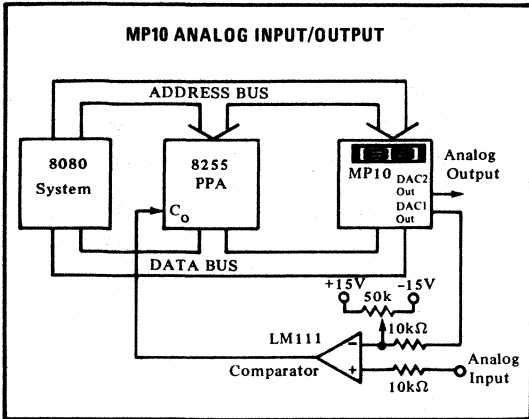 MP10 ANALOG INPUT/OUTPUT
ADDRESS BUS
8080
System
8255
PPA
C₀
MP10
DAC2
Out
DAC1
Out
Analog
Output
DATA BUS
+15V
50k
-15V
LM111
Comparator
10kΩ
10kΩ
Analog
Input